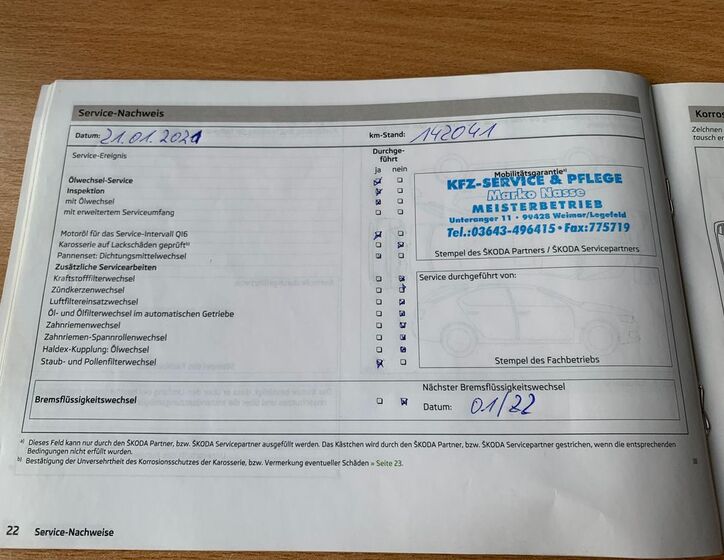 Service-Nachweis
Datum: 21.01.2021 km-Stand: 142041
Service-Ereignis Durchge-
führt
ja nein
Ölwechsel-Service
Inspektion
mit Ölwechsel
mit erweitertem Serviceumfang
Motoröl für das Service-Intervall QI6
Karosserie auf Lackschäden geprüft b)
Pannenset: Dichtungsmittelwechsel
Zusätzliche Servicearbeiten
Kraftstofffilterwechsel
Zündkerzenwechsel
Luftfiltereinsatzwechsel
Öl- und Ölfilterwechsel im automatischen Getriebe
Zahnriemenwechsel
Zahnriemen-Spannrollenwechsel
Haldex-Kupplung: Ölwechsel
Staub- und Pollenfilterwechsel
Mobilitätsgarantie a)
KFZ-SERVICE & PFLEGE
Marko Nasse
MEISTERBETRIEB
Unteranger 11 · 99428 Weimar/Legefeld
Tel.:03643-496415 · Fax:775719
Stempel des ŠKODA Partners / ŠKODA Servicepartners
Service durchgeführt von:
Stempel des Fachbetriebs
Bremsflüssigkeitswechsel
Nächster Bremsflüssigkeitswechsel
Datum: 01/22
a) Dieses Feld kann nur durch den ŠKODA Partner, bzw. ŠKODA Servicepartner ausgefüllt werden. Das Kästchen wird durch den ŠKODA Partner, bzw. ŠKODA Servicepartner gestrichen, wenn die entsprechenden
Bedingungen nicht erfüllt wurden.
b) Bestätigung der Unversehrtheit des Korrosionsschutzes der Karosserie, bzw. Vermerkung eventueller Schäden » Seite 23.
22 Service-Nachweise
Korros
Zeichnen
tausch er